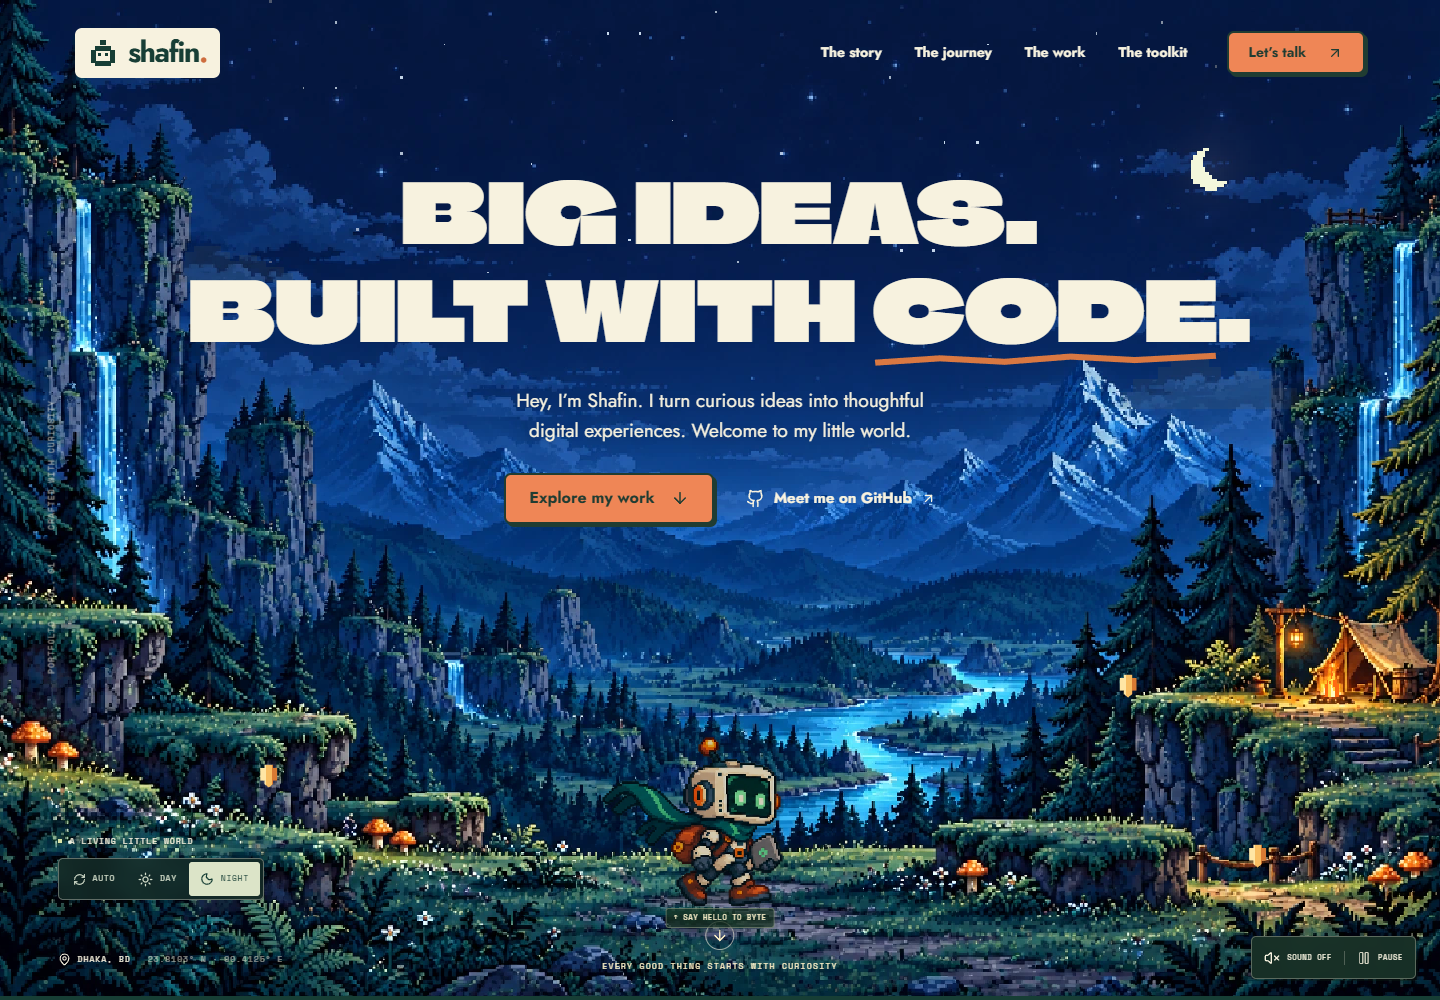 shafin.
The story
The journey
The work
The toolkit
Let's talk
BIG IDEAS.
BUILT WITH CODE.
Hey, I'm Shafin. I turn curious ideas into thoughtful
digital experiences. Welcome to my little world.
Explore my work
Meet me on GitHub
A LIVING LITTLE WORLD
AUTO
DAY
NIGHT
↑ SAY HELLO TO BYTE
DHAKA, BD
EVERY GOOD THING STARTS WITH CURIOSITY
SOUND OFF
PAUSE